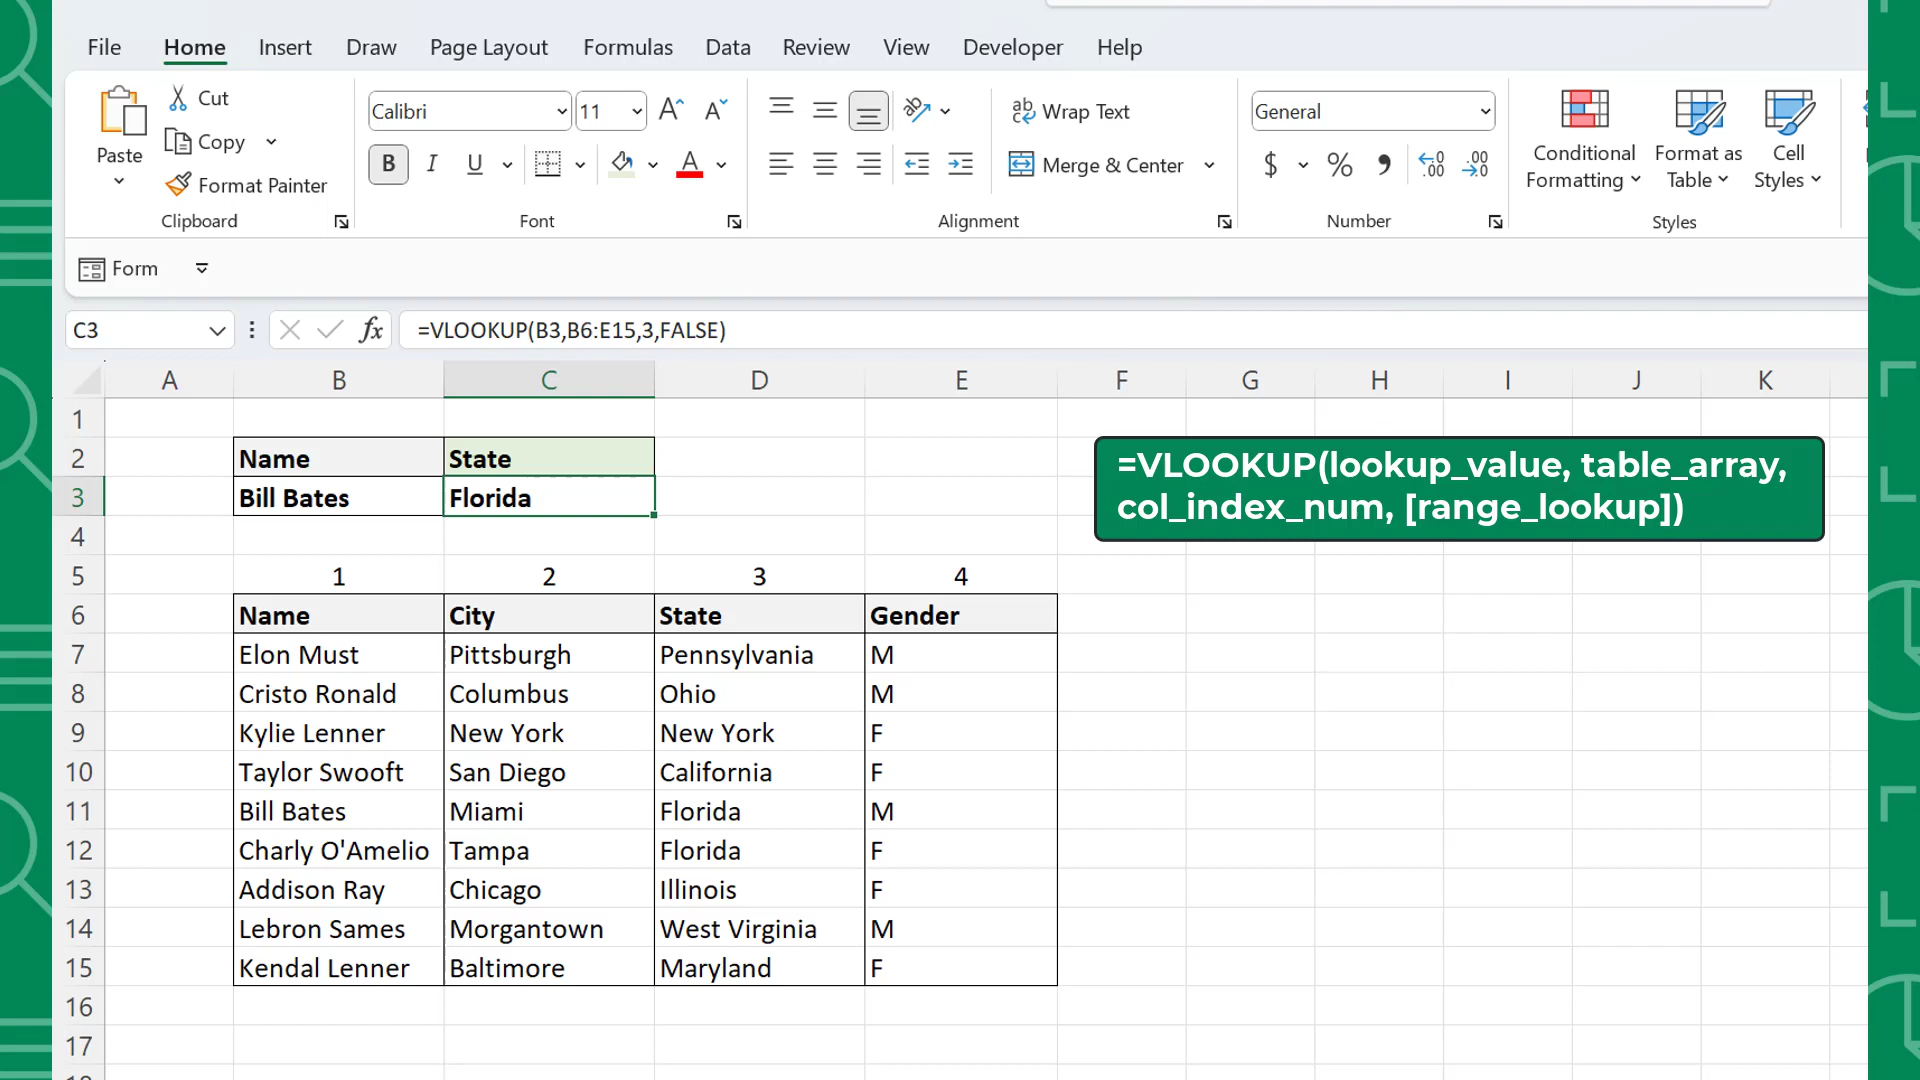 File Home Insert Draw Page Layout Formulas Data Review View Developer Help
Paste
Cut
Copy
Format Painter
Clipboard
Calibri 11
B I U A
Font
Wrap Text
Merge & Center
Alignment
General
$ % 9 .00
Number
Conditional Formatting
Format as Table
Cell Styles
Styles
Form
C3 fx =VLOOKUP(B3,B6:E15,3,FALSE)
A B C D E F G H I J K
1
2 Name State
3 Bill Bates Florida
=VLOOKUP(lookup_value, table_array,
col_index_num, [range_lookup])
4
5 1 2 3 4
6 Name City State Gender
7 Elon Must Pittsburgh Pennsylvania M
8 Cristo Ronald Columbus Ohio M
9 Kylie Lenner New York New York F
10 Taylor Swooft San Diego California F
11 Bill Bates Miami Florida M
12 Charly O'Amelio Tampa Florida F
13 Addison Ray Chicago Illinois F
14 Lebron Sames Morgantown West Virginia M
15 Kendal Lenner Baltimore Maryland F
16
17